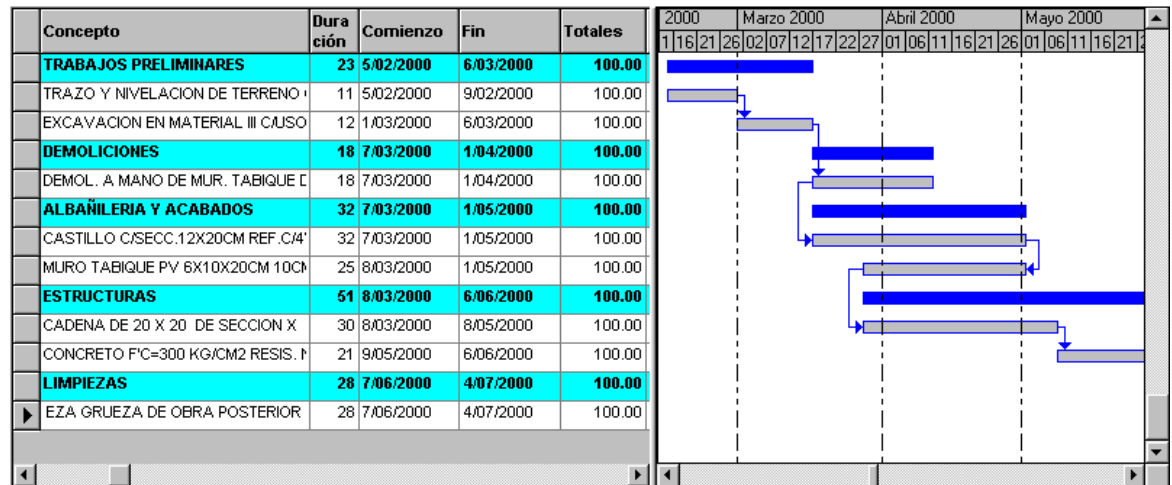 Concepto Dura ción Comienzo Fin Totales
TRABAJOS PRELIMINARES 23 5/02/2000 6/03/2000 100.00
TRAZO Y NIVELACION DE TERRENO 11 5/02/2000 9/02/2000 100.00
EXCAVACION EN MATERIAL III C/USO 12 1/03/2000 6/03/2000 100.00
DEMOLICIONES 18 7/03/2000 1/04/2000 100.00
DEMOL. A MANO DE MUR. TABIQUE 18 7/03/2000 1/04/2000 100.00
ALBAÑILERIA Y ACABADOS 32 7/03/2000 1/05/2000 100.00
CASTILLO C/SECC.12X20CM REF.C/4' 32 7/03/2000 1/05/2000 100.00
MURO TABIQUE PV 6X10X20CM 25 8/03/2000 1/05/2000 100.00
ESTRUCTURAS 51 8/03/2000 6/06/2000 100.00
CADENA DE 20 X 20 DE SECCION X 30 8/03/2000 8/05/2000 100.00
CONCRETO F'C=300 KG/CM2 RESIS. 21 9/05/2000 6/06/2000 100.00
LIMPIEZAS 28 7/06/2000 4/07/2000 100.00
EZA GRUEZA DE OBRA POSTERIOR 28 7/06/2000 4/07/2000 100.00
2000 Marzo 2000 Abril 2000 Mayo 2000
1 16 21 26 02 07 12 17 22 27 01 06 11 16 21 26 01 06 11 16 21